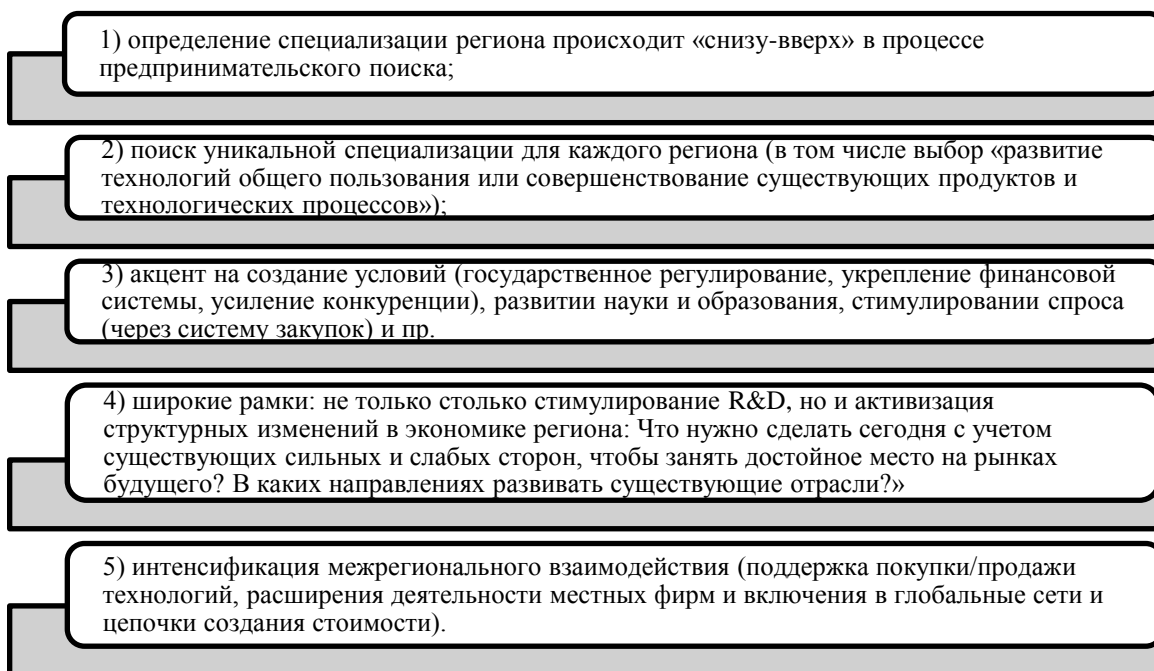 1) определение специализации региона происходит «снизу-вверх» в процессе
предпринимательского поиска;
2) поиск уникальной специализации для каждого региона (в том числе выбор «развитие
технологий общего пользования или совершенствование существующих продуктов и
технологических процессов»);
3) акцент на создание условий (государственное регулирование, укрепление финансовой
системы, усиление конкуренции), развитии науки и образования, стимулировании спроса
(через систему закупок) и пр.
4) широкие рамки: не только столько стимулирование R&D, но и активизация
структурных изменений в экономике региона: Что нужно сделать сегодня с учетом
существующих сильных и слабых сторон, чтобы занять достойное место на рынках
будущего? В каких направлениях развивать существующие отрасли?»
5) интенсификация межрегионального взаимодействия (поддержка покупки/продажи
технологий, расширения деятельности местных фирм и включения в глобальные сети и
цепочки создания стоимости).